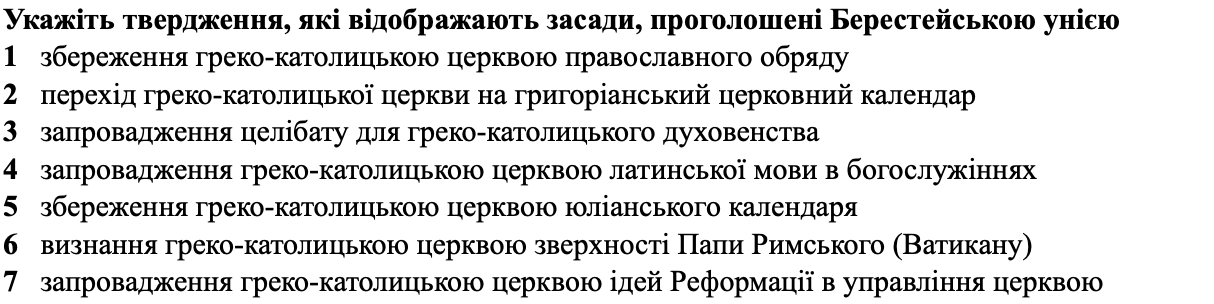 Укажіть твердження, які відображають засади, проголошені Берестейською унією
1 збереження греко-католицькою церквою православного обряду
2 перехід греко-католицької церкви на григоріанський церковний календар
3 запровадження целібату для греко-католицького духовенства
4 запровадження греко-католицькою церквою латинської мови в богослужіннях
5 збереження греко-католицькою церквою юліанського календаря
6 визнання греко-католицькою церквою зверхності Папи Римського (Ватикану)
7 запровадження греко-католицькою церквою ідей Реформації в управління церквою